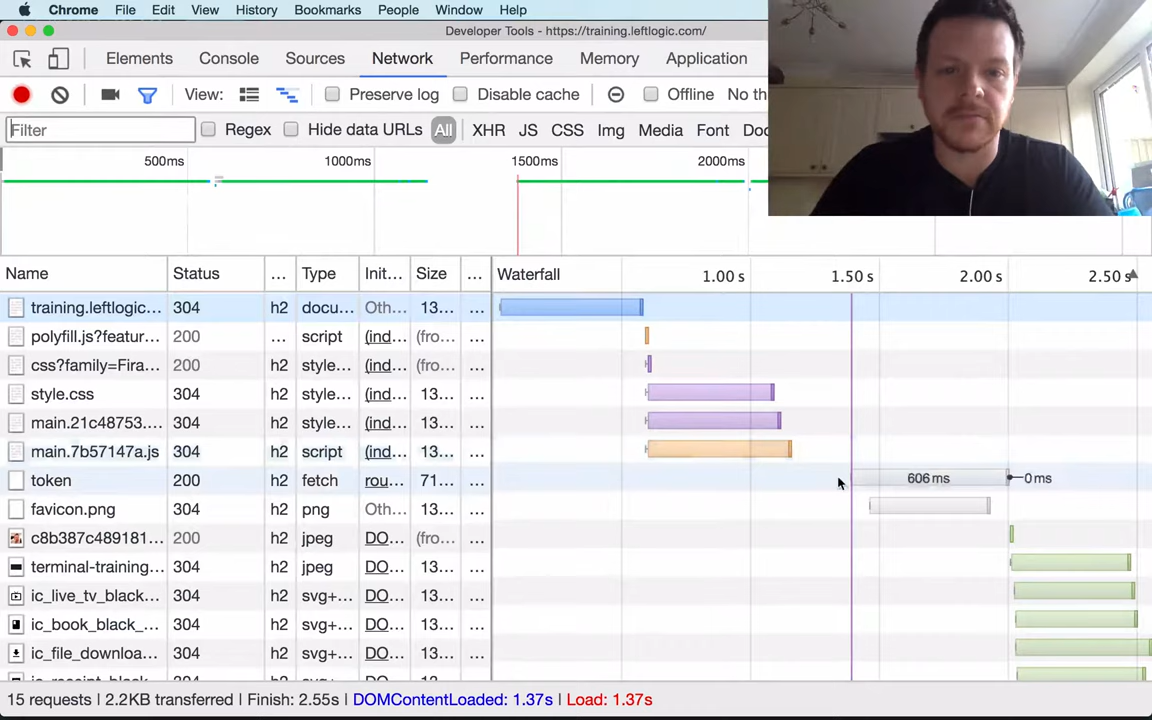 Chrome File Edit View History Bookmarks People Window Help
Developer Tools - https://training.leftlogic.com/
Elements Console Sources Network Performance Memory Application
View: Preserve log Disable cache Offline No th
Filter Regex Hide data URLs All XHR JS CSS Img Media Font Doc
500ms 1000ms 1500ms 2000ms
Name Status ... Type Init... Size ... Waterfall 1.00 s 1.50 s 2.00 s 2.50 s
training.leftlogic... 304 h2 docu... Oth... 13... ...
polyfill.js?featur... 200 ... script (ind... (fro... ...
css?family=Fira... 200 h2 style... (ind... (fro... ...
style.css 304 h2 style... (ind... 13... ...
main.21c48753.... 304 h2 style... (ind... 13... ...
main.7b57147a.js 304 h2 script (ind... 13... ...
token 200 h2 fetch rou... 71... ... 606 ms 0 ms
favicon.png 304 h2 png Oth... 13... ...
c8b387c489181... 200 h2 jpeg DO... (fro... ...
terminal-training... 304 h2 jpeg DO... 13... ...
ic_live_tv_black... 304 h2 svg+... DO... 13... ...
ic_book_black_... 304 h2 svg+... DO... 13... ...
ic_file_downloa... 304 h2 svg+... DO... 13... ...
15 requests | 2.2KB transferred | Finish: 2.55s | DOMContentLoaded: 1.37s | Load: 1.37s